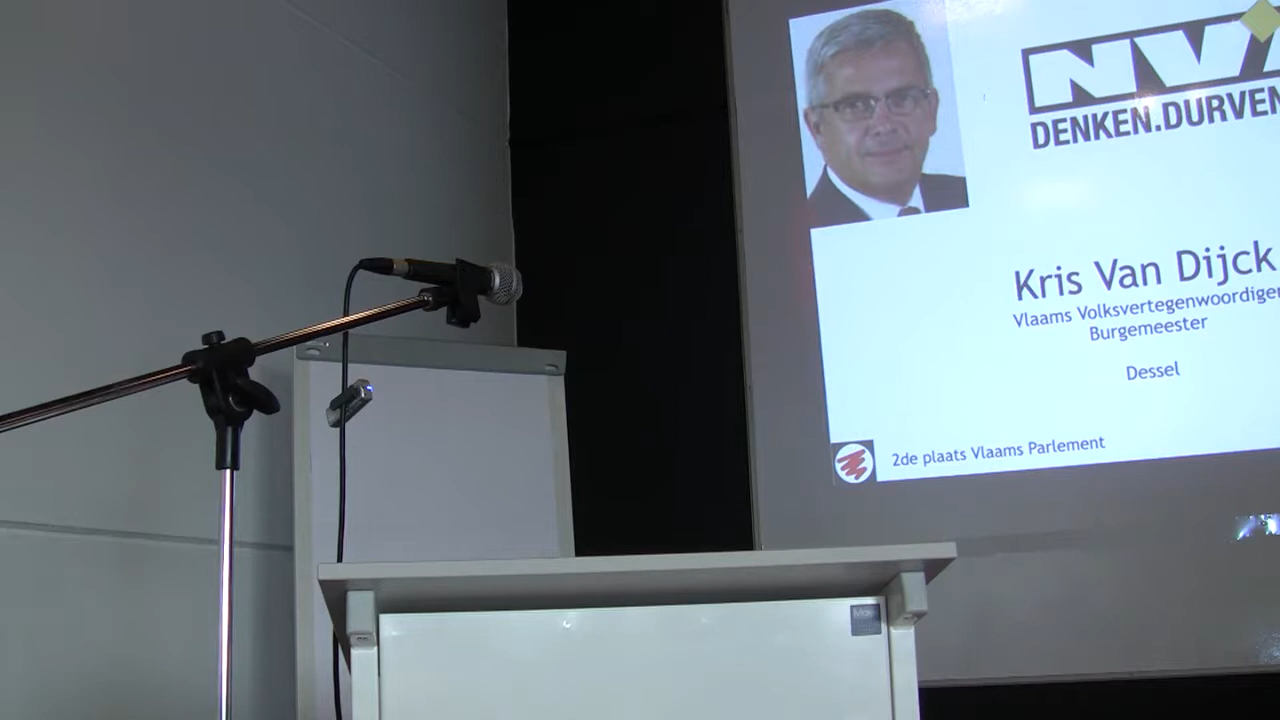 NV
DENKEN.DURVEN
Kris Van Dijck
Vlaams Volksvertegenwoordiger
Burgemeester
Dessel
2de plaats Vlaams Parlement